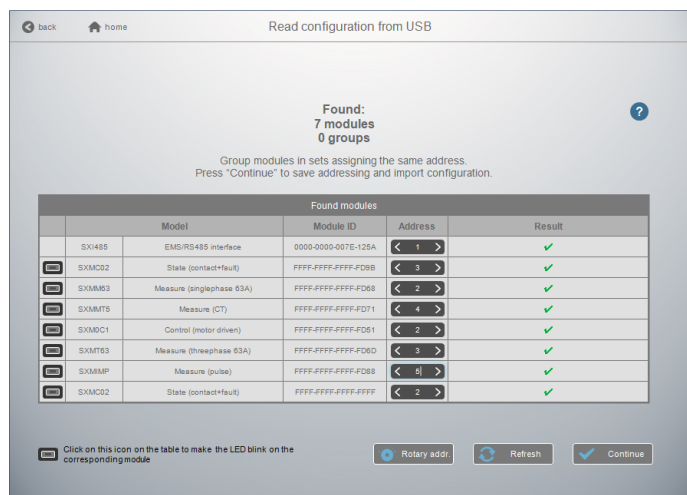 back home Read configuration from USB
Found:
7 modules
0 groups
?
Group modules in sets assigning the same address.
Press "Continue" to save addressing and import configuration.
Found modules
Model Module ID Address Result
SXI485 EMS/RS485 interface 0000-0000-007E-125A < 1 > ✔
SXMC02 State (contact+fault) FFFF-FFFF-FFFF-FD9B < 3 > ✔
SXMM63 Measure (singlephase 63A) FFFF-FFFF-FFFF-FD68 < 2 > ✔
SXMMT5 Measure (CT) FFFF-FFFF-FFFF-FD71 < 4 > ✔
SXM0C1 Control (motor driven) FFFF-FFFF-FFFF-FD51 < 2 > ✔
SXMT63 Measure (threephase 63A) FFFF-FFFF-FFFF-FD6D < 3 > ✔
SXMIMP Measure (pulse) FFFF-FFFF-FFFF-FD88 < 5 > ✔
SXMC02 State (contact+fault) FFFF-FFFF-FFFF-FFFF < 2 > ✔
Click on this icon on the table to make the LED blink on the
corresponding module
Rotary addr. Refresh Continue